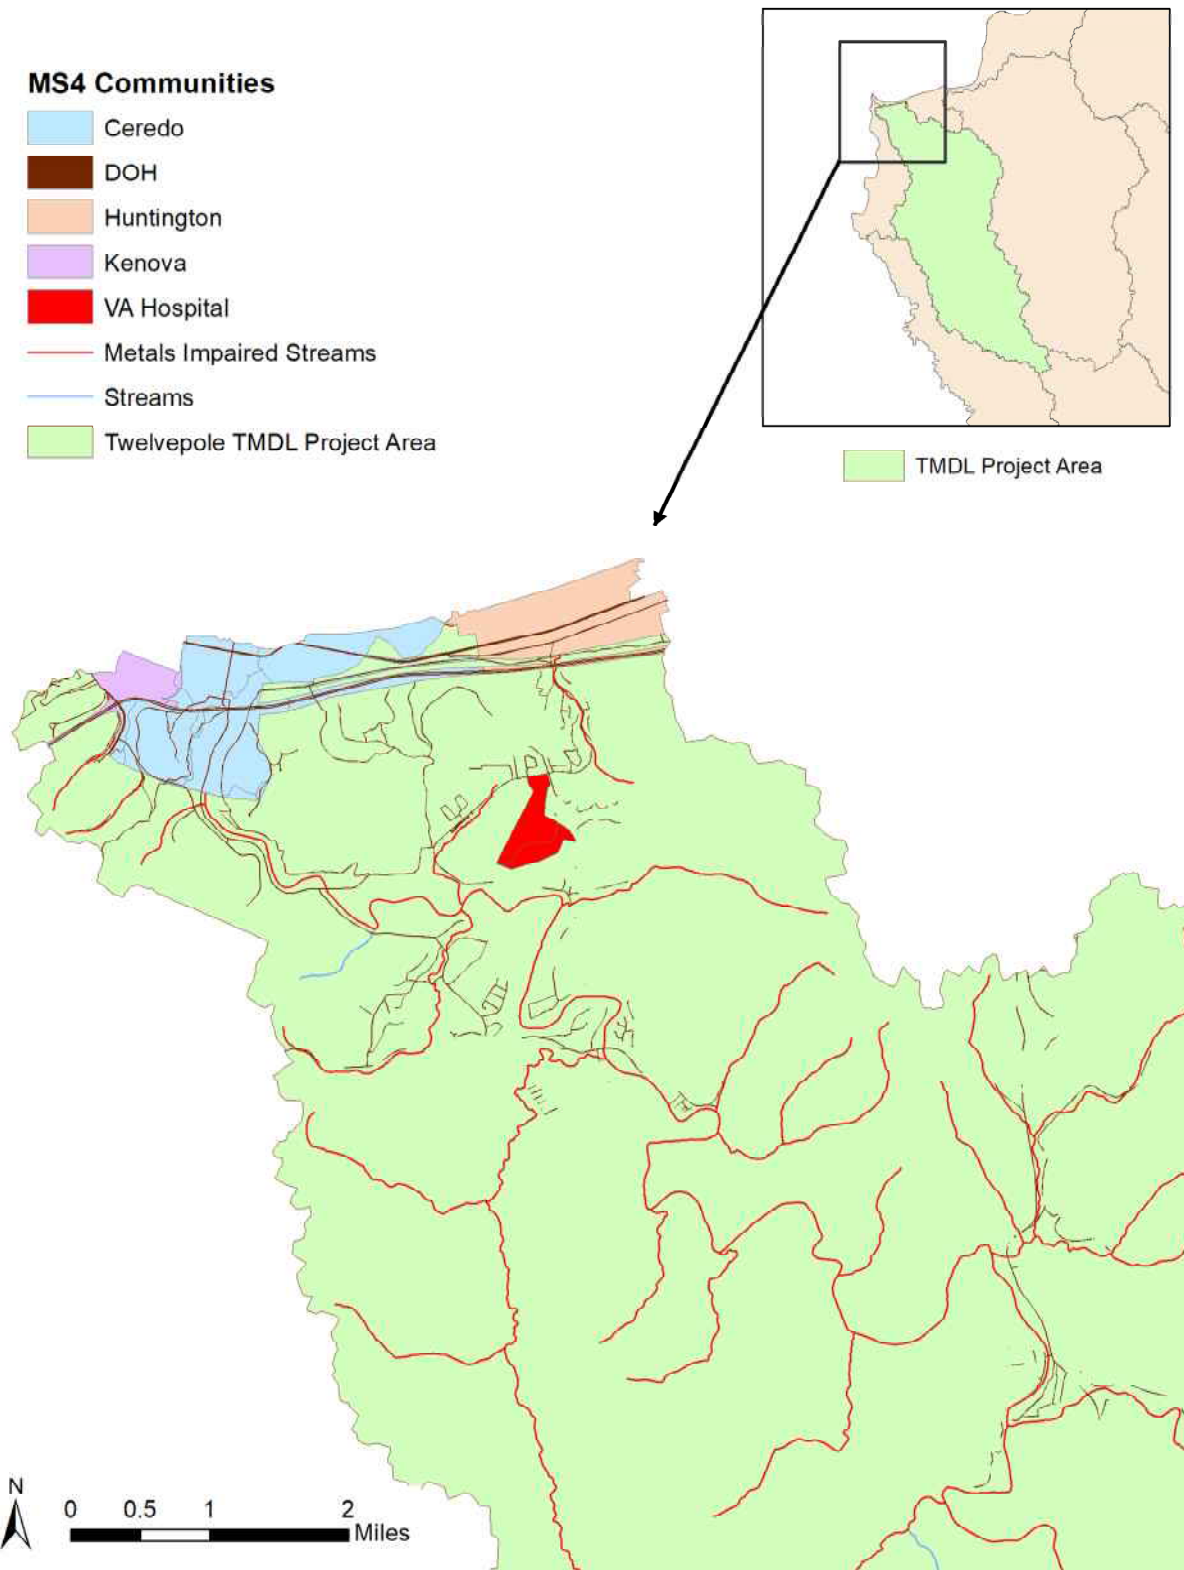 MS4 Communities
Ceredo
DOH
Huntington
Kenova
VA Hospital
Metals Impaired Streams
Streams
Twelvepole TMDL Project Area
TMDL Project Area
N
0 0.5 1 2
Miles